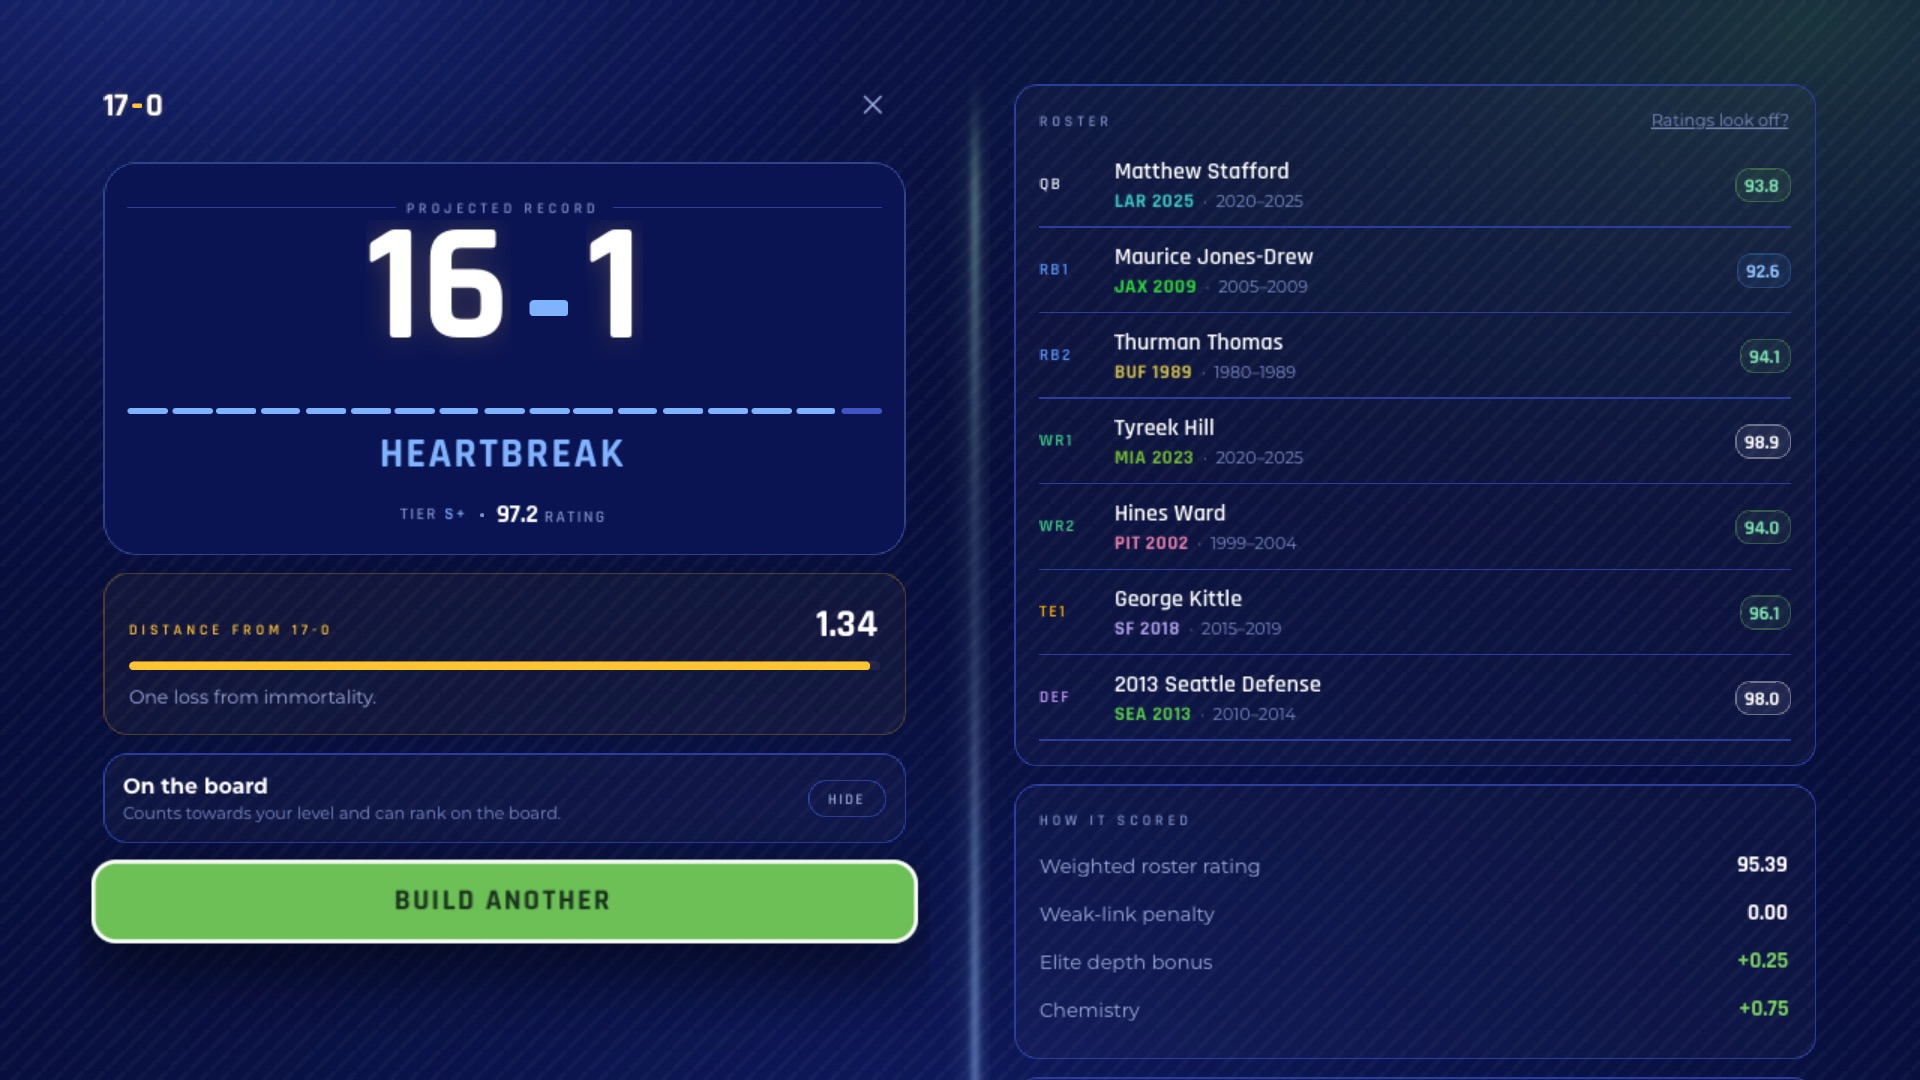 17-0
PROJECTED RECORD
16-1
HEARTBREAK
TIER S+ • 97.2 RATING
DISTANCE FROM 17-0
1.34
One loss from immortality.
On the board
Counts towards your level and can rank on the board.
HIDE
BUILD ANOTHER
ROSTER
Ratings look off?
QB
Matthew Stafford
LAR 2025 · 2020–2025
93.8
RB1
Maurice Jones-Drew
JAX 2009 · 2005–2009
92.6
RB2
Thurman Thomas
BUF 1989 · 1980–1989
94.1
WR1
Tyreek Hill
MIA 2023 · 2020–2025
98.9
WR2
Hines Ward
PIT 2002 · 1999–2004
94.0
TE1
George Kittle
SF 2018 · 2015–2019
96.1
DEF
2013 Seattle Defense
SEA 2013 · 2010–2014
98.0
HOW IT SCORED
Weighted roster rating 95.39
Weak-link penalty 0.00
Elite depth bonus +0.25
Chemistry +0.75